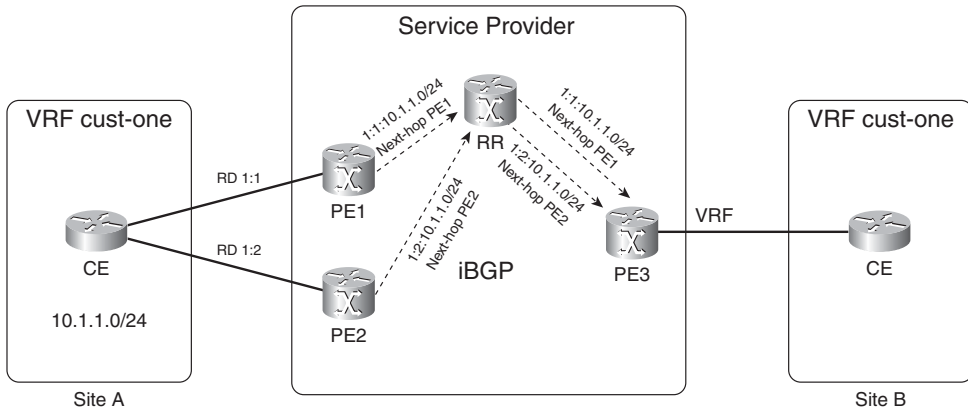 Service Provider
VRF cust-one
VRF cust-one
1:1:10.1.1.0/24
Next-hop PE1
RR
1:1:10.1.1.0/24
Next-hop PE1
RD 1:1
PE1
1:2:10.1.1.0/24
Next-hop PE2
1:2:10.1.1.0/24
Next-hop PE2
VRF
CE
RD 1:2
iBGP
PE3
CE
10.1.1.0/24
PE2
Site A
Site B